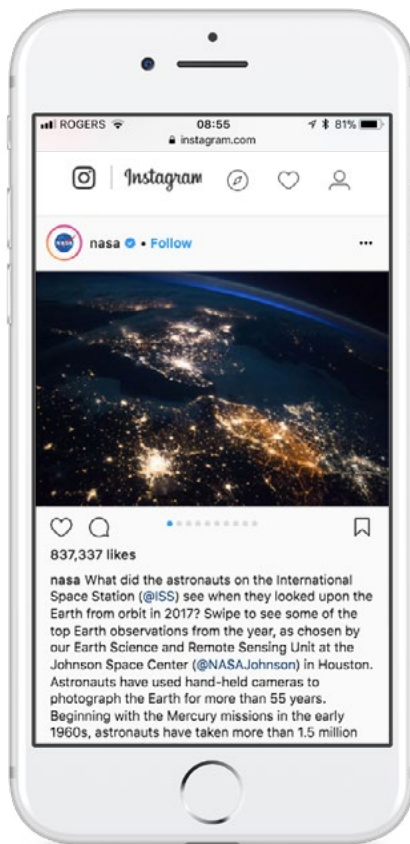 ROGERS 08:55 81%
instagram.com
Instagram
NASA
nasa • Follow
837,337 likes
nasa What did the astronauts on the International
Space Station (@ISS) see when they looked upon the
Earth from orbit in 2017? Swipe to see some of the
top Earth observations from the year, as chosen by
our Earth Science and Remote Sensing Unit at the
Johnson Space Center (@NASAJohnson) in Houston.
Astronauts have used hand-held cameras to
photograph the Earth for more than 55 years.
Beginning with the Mercury missions in the early
1960s, astronauts have taken more than 1.5 million